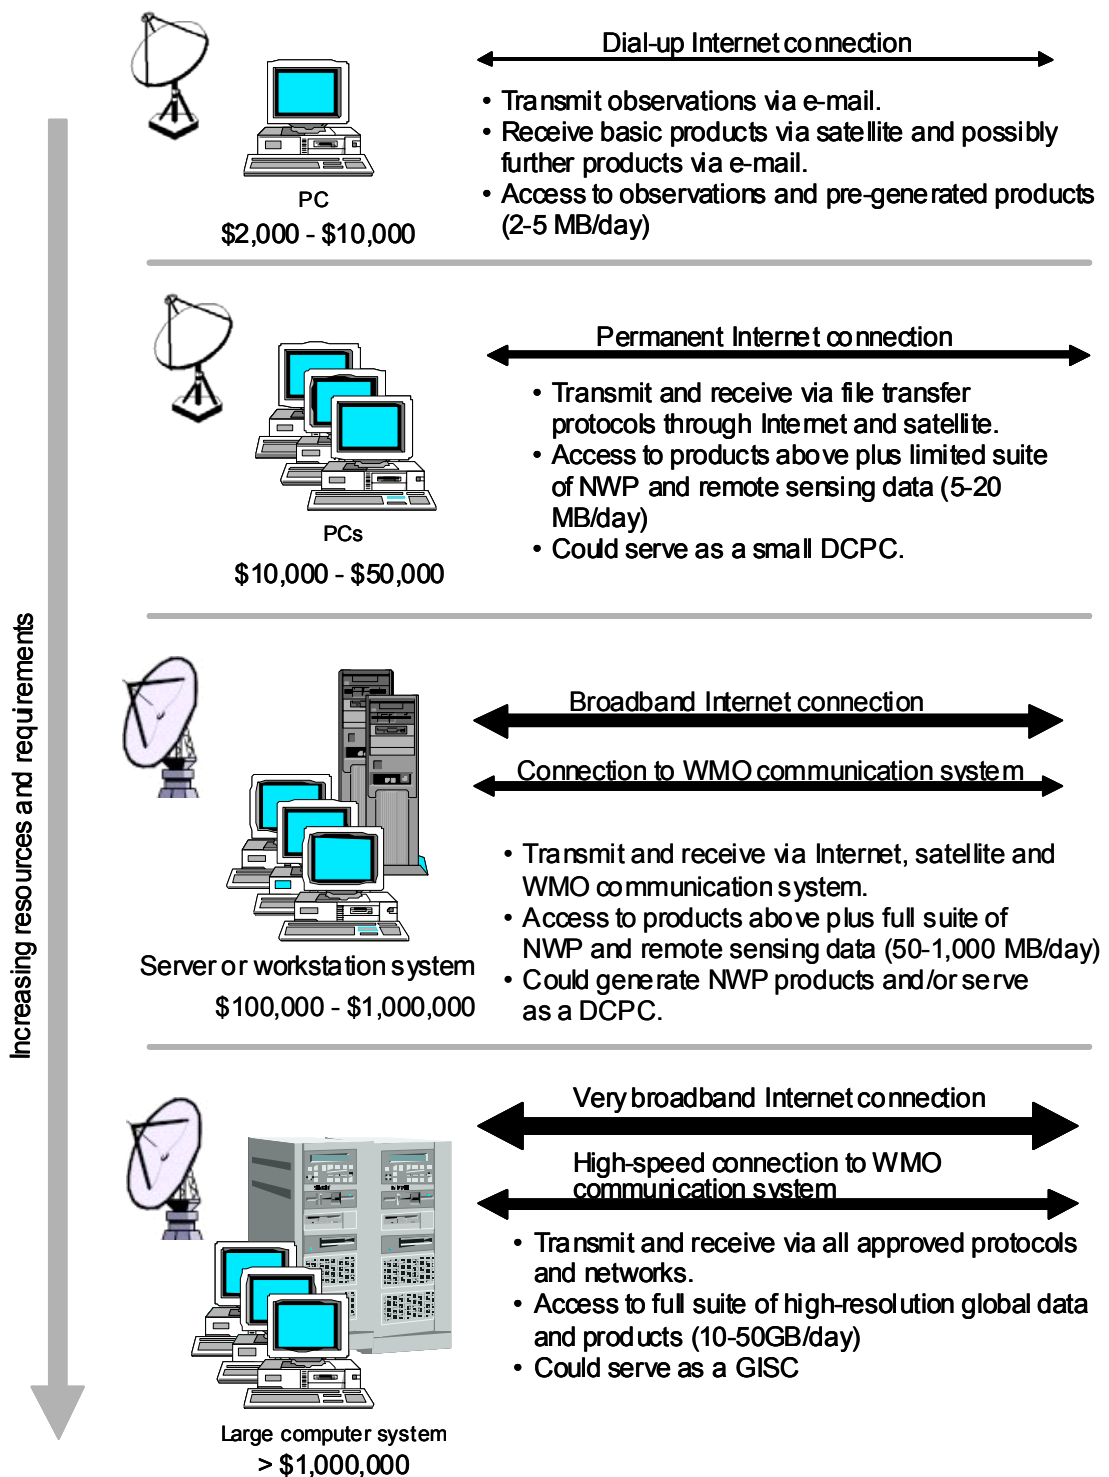 Increasing resources and requirements
Dial-up Internet connection
• Transmit observations via e-mail.
• Receive basic products via satellite and possibly
further products via e-mail.
• Access to observations and pre-generated products
(2-5 MB/day)
PC
$2,000 - $10,000
Permanent Internet connection
• Transmit and receive via file transfer
protocols through Internet and satellite.
• Access to products above plus limited suite
of NWP and remote sensing data (5-20
MB/day)
• Could serve as a small DCPC.
PCs
$10,000 - $50,000
Broadband Internet connection
Connection to WMO communication system
• Transmit and receive via Internet, satellite and
WMO communication system.
• Access to products above plus full suite of
NWP and remote sensing data (50-1,000 MB/day)
• Could generate NWP products and/or serve
as a DCPC.
Server or workstation system
$100,000 - $1,000,000
Very broadband Internet connection
High-speed connection to WMO
communication system
• Transmit and receive via all approved protocols
and networks.
• Access to full suite of high-resolution global data
and products (10-50GB/day)
• Could serve as a GISC
Large computer system
> $1,000,000